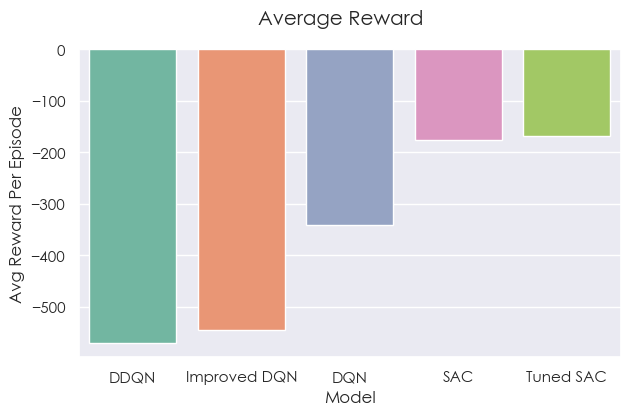 Average Reward
Avg Reward Per Episode
0
−100
−200
−300
−400
−500
DDQN
Improved DQN
DQN
SAC
Tuned SAC
Model